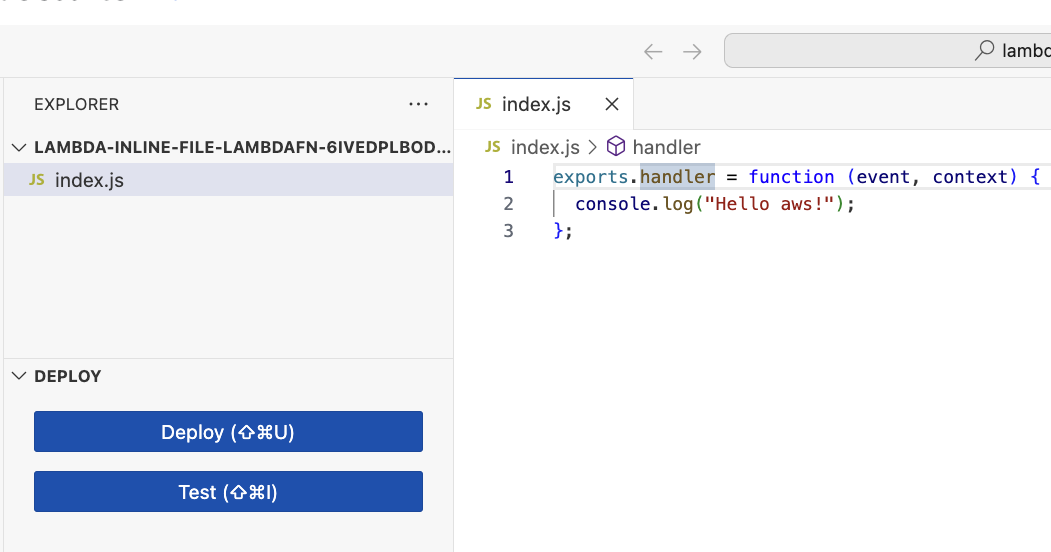 lambd
EXPLORER ...
LAMBDA-INLINE-FILE-LAMBDAFN-6IVEDPLBOD...
JS index.js
DEPLOY
Deploy (⇧⌘U)
Test (⇧⌘I)
JS index.js
JS index.js > handler
1 exports.handler = function (event, context) {
2 console.log("Hello aws!");
3 };